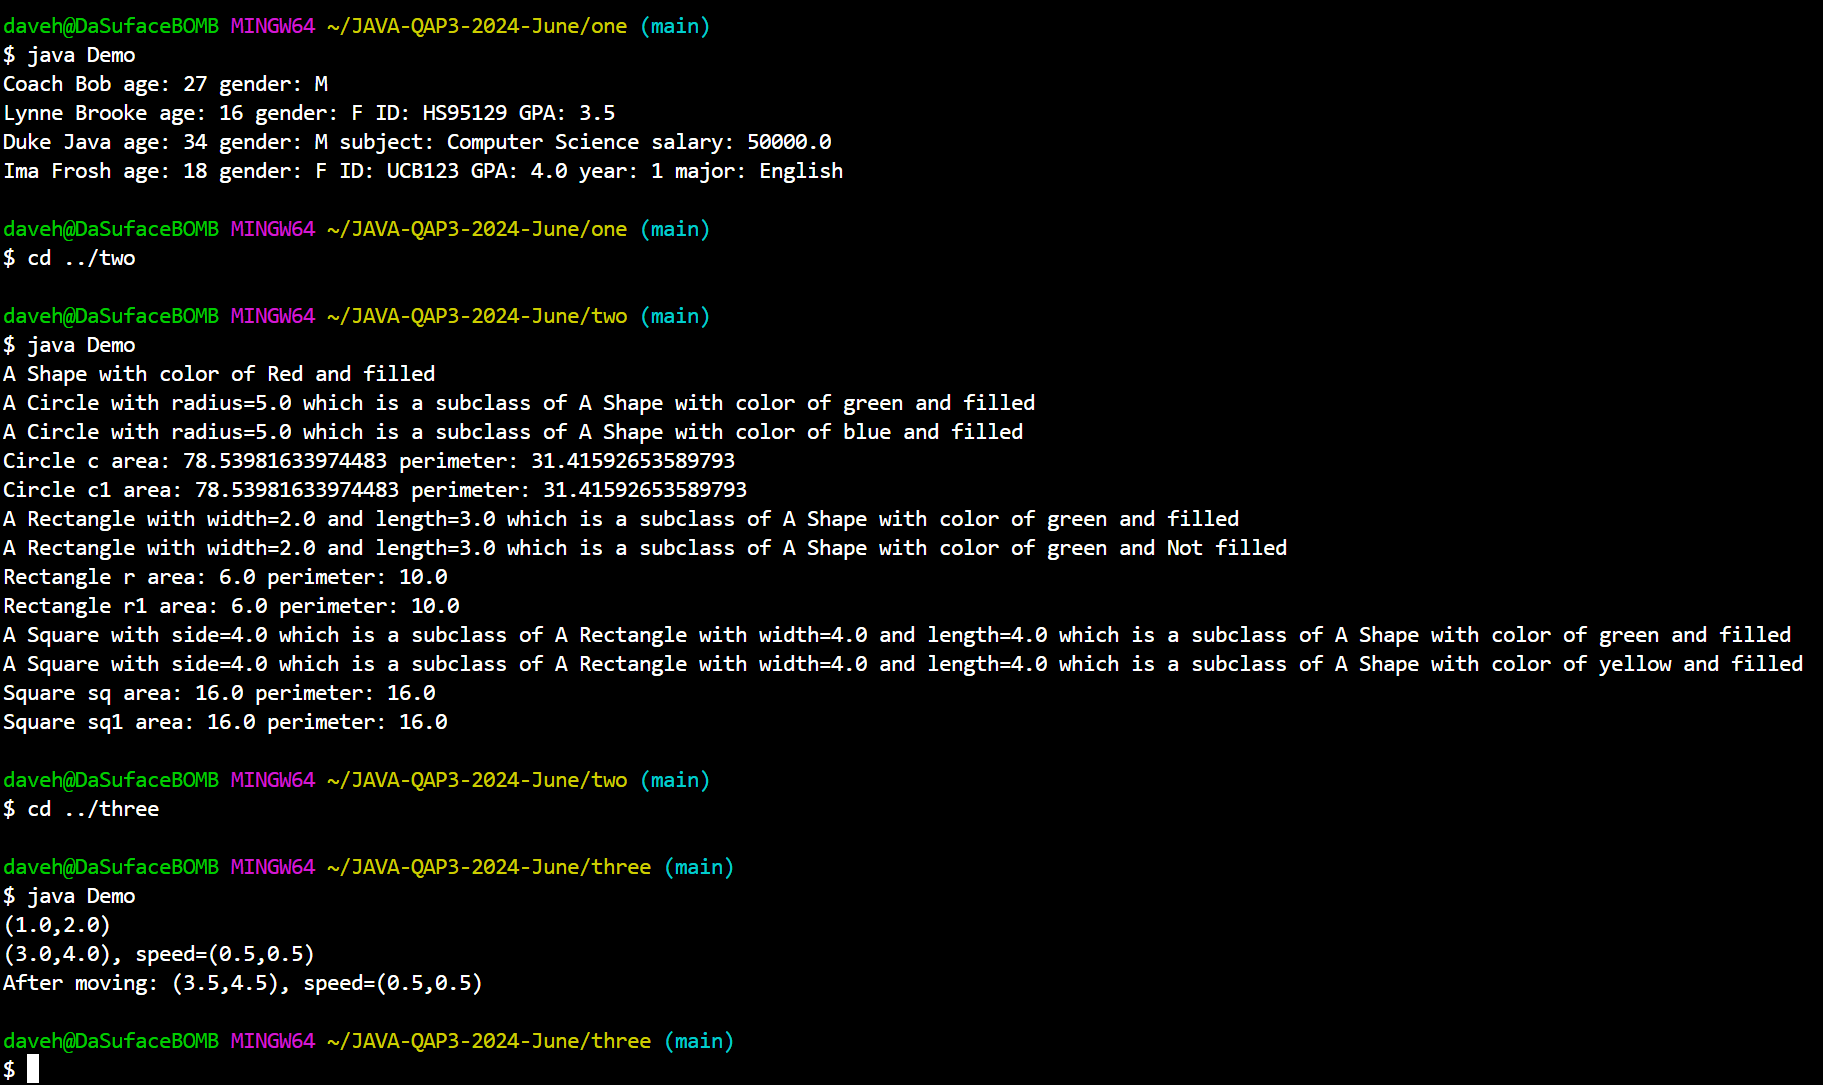 daveh@DaSufaceBOMB MINGW64 ~/JAVA-QAP3-2024-June/one (main)
$ java Demo
Coach Bob age: 27 gender: M
Lynne Brooke age: 16 gender: F ID: HS95129 GPA: 3.5
Duke Java age: 34 gender: M subject: Computer Science salary: 50000.0
Ima Frosh age: 18 gender: F ID: UCB123 GPA: 4.0 year: 1 major: English
daveh@DaSufaceBOMB MINGW64 ~/JAVA-QAP3-2024-June/one (main)
$ cd ../two
daveh@DaSufaceBOMB MINGW64 ~/JAVA-QAP3-2024-June/two (main)
$ java Demo
A Shape with color of Red and filled
A Circle with radius=5.0 which is a subclass of A Shape with color of green and filled
A Circle with radius=5.0 which is a subclass of A Shape with color of blue and filled
Circle c area: 78.53981633974483 perimeter: 31.41592653589793
Circle c1 area: 78.53981633974483 perimeter: 31.41592653589793
A Rectangle with width=2.0 and length=3.0 which is a subclass of A Shape with color of green and filled
A Rectangle with width=2.0 and length=3.0 which is a subclass of A Shape with color of green and Not filled
Rectangle r area: 6.0 perimeter: 10.0
Rectangle r1 area: 6.0 perimeter: 10.0
A Square with side=4.0 which is a subclass of A Rectangle with width=4.0 and length=4.0 which is a subclass of A Shape with color of green and filled
A Square with side=4.0 which is a subclass of A Rectangle with width=4.0 and length=4.0 which is a subclass of A Shape with color of yellow and filled
Square sq area: 16.0 perimeter: 16.0
Square sq1 area: 16.0 perimeter: 16.0
daveh@DaSufaceBOMB MINGW64 ~/JAVA-QAP3-2024-June/two (main)
$ cd ../three
daveh@DaSufaceBOMB MINGW64 ~/JAVA-QAP3-2024-June/three (main)
$ java Demo
(1.0,2.0)
(3.0,4.0), speed=(0.5,0.5)
After moving: (3.5,4.5), speed=(0.5,0.5)
daveh@DaSufaceBOMB MINGW64 ~/JAVA-QAP3-2024-June/three (main)
$